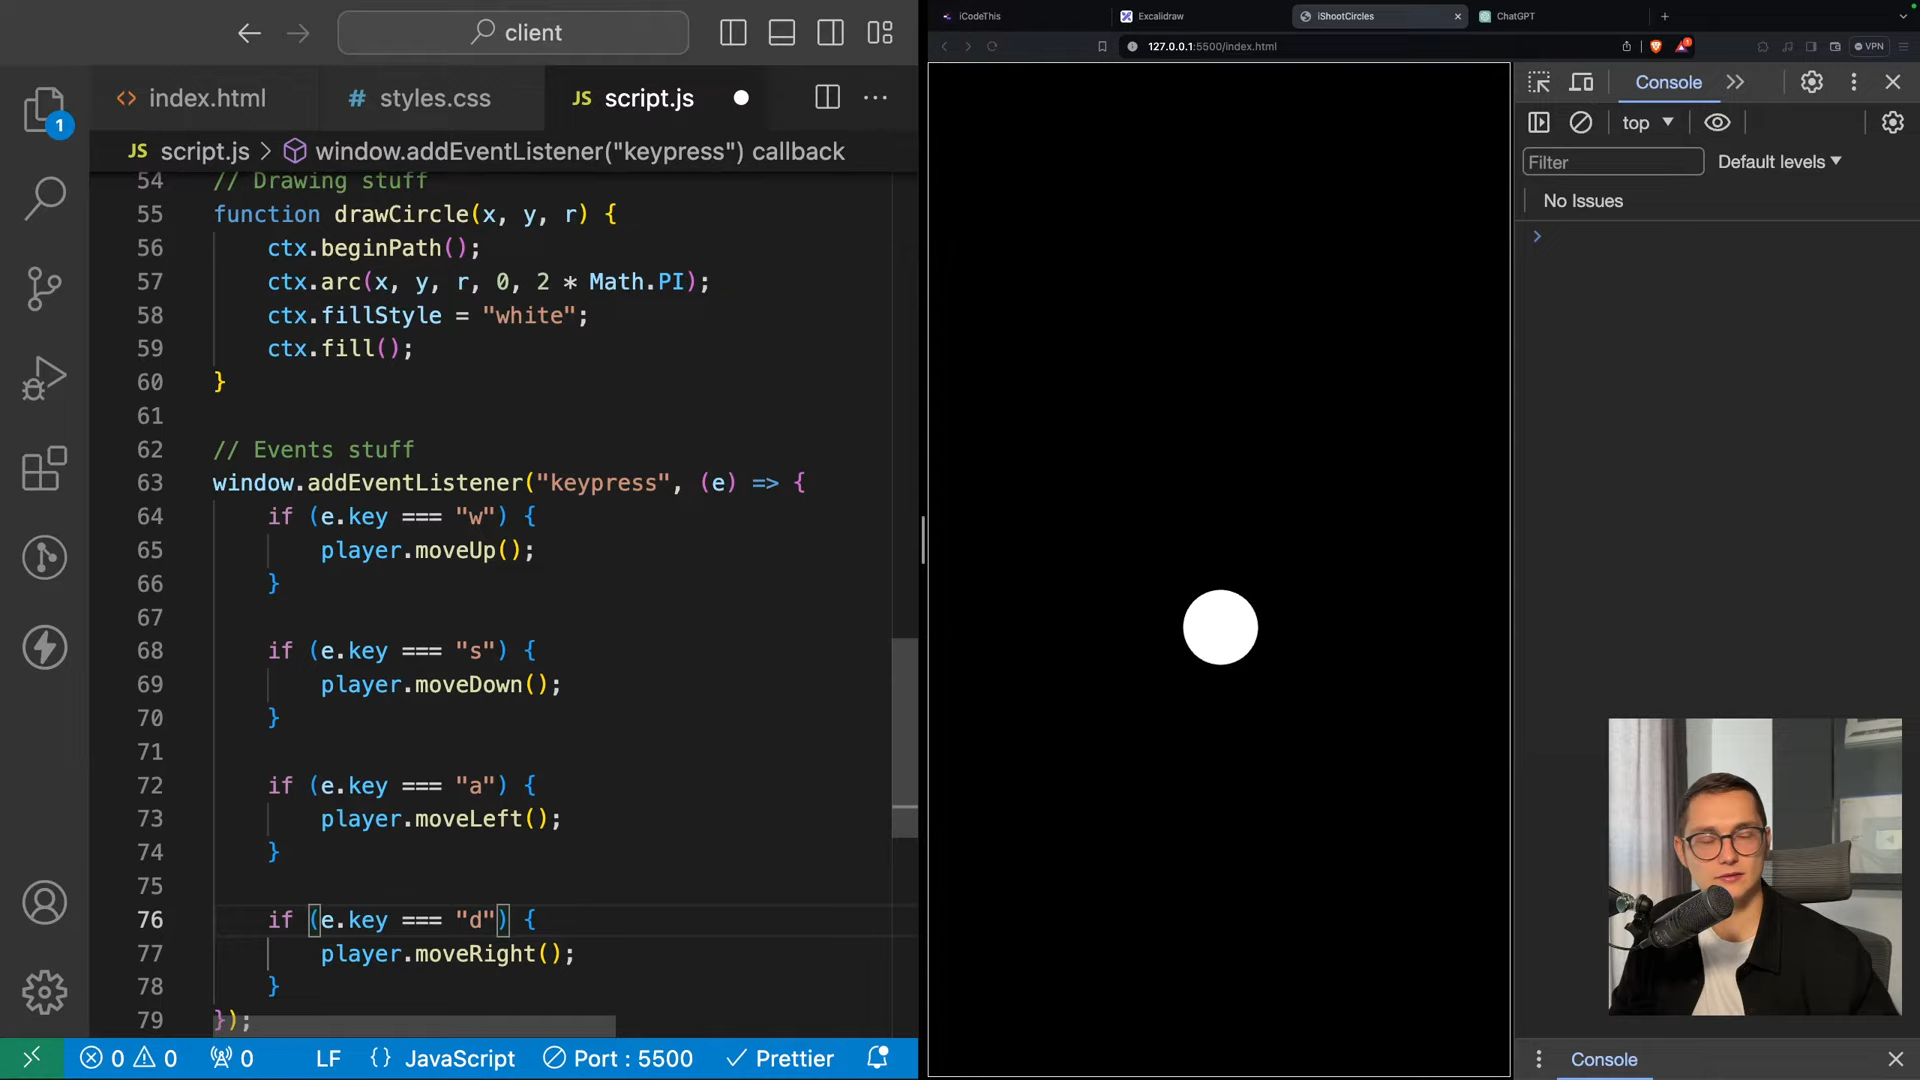 client
index.html
# styles.css
JS script.js
JS script.js > window.addEventListener("keypress") callback
1
54 // Drawing stuff
55 function drawCircle(x, y, r) {
56 ctx.beginPath();
57 ctx.arc(x, y, r, 0, 2 * Math.PI);
58 ctx.fillStyle = "white";
59 ctx.fill();
60 }
61
62 // Events stuff
63 window.addEventListener("keypress", (e) => {
64 if (e.key === "w") {
65 player.moveUp();
66 }
67
68 if (e.key === "s") {
69 player.moveDown();
70 }
71
72 if (e.key === "a") {
73 player.moveLeft();
74 }
75
76 if (e.key === "d") {
77 player.moveRight();
78 }
79 });
0 0 0 LF {} JavaScript Port : 5500 Prettier
iCodeThis
Excalidraw
iShootCircles
ChatGPT
127.0.0.1:5500/index.html
1
VPN
Console
top
Filter
Default levels
No Issues
Console